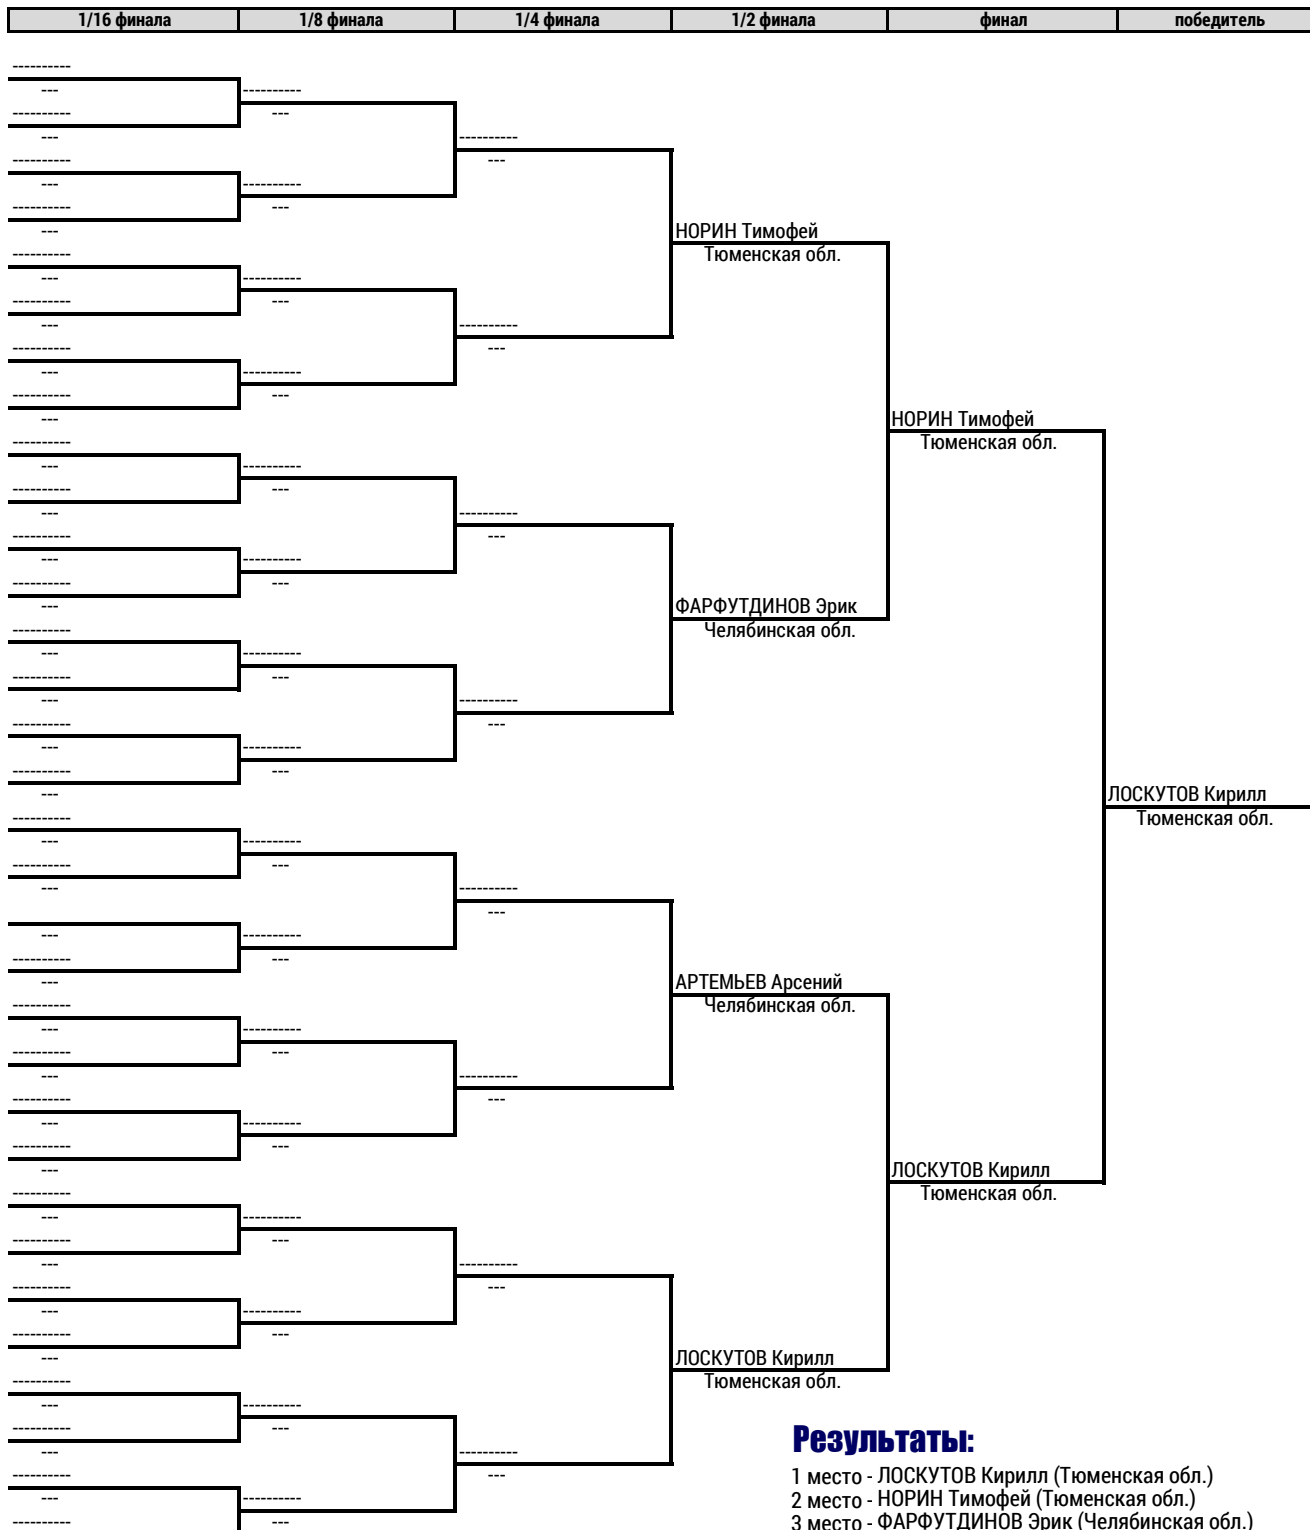 1/16 финала 1/8 финала 1/4 финала 1/2 финала финал победитель
----------
--- ----------
---------- ---
--- ----------
---------- ---
--- ----------
---------- ---
--- НОРИН Тимофей
---------- Тюменская обл.
--- ----------
---------- ---
--- ----------
---------- ---
--- ----------
---------- ---
--- НОРИН Тимофей
---------- Тюменская обл.
--- ----------
---------- ---
--- ----------
---------- ---
--- ----------
---------- ---
--- ФАРФУТДИНОВ Эрик
---------- Челябинская обл.
--- ----------
---------- ---
--- ----------
---------- ---
--- ----------
---------- ---
--- ЛОСКУТОВ Кирилл
---------- Тюменская обл.
--- ----------
---------- ---
--- ----------
---
--- ----------
---------- ---
--- АРТЕМЬЕВ Арсений
---------- Челябинская обл.
--- ----------
---------- ---
--- ----------
---------- ---
--- ----------
---------- ---
--- ЛОСКУТОВ Кирилл
---------- Тюменская обл.
--- ----------
---------- ---
--- ----------
---------- ---
--- ----------
---------- ---
--- ЛОСКУТОВ Кирилл
---------- Тюменская обл.
--- ----------
---------- ---
Результаты:
--- ----------
---------- ---
1 место - ЛОСКУТОВ Кирилл (Тюменская обл.)
--- ----------
2 место - НОРИН Тимофей (Тюменская обл.)
---------- ---
3 место - ФАРФУТДИНОВ Эрик (Челябинская обл.)